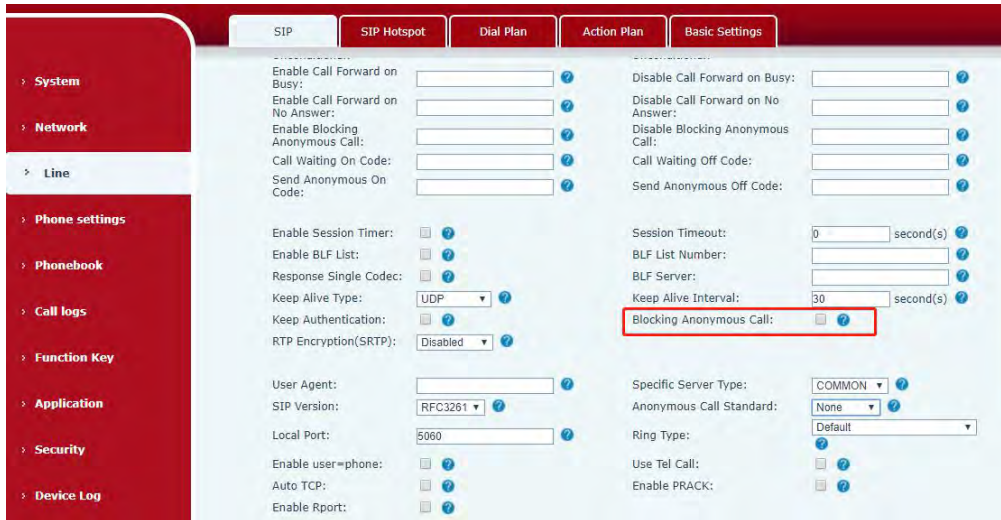 SIP
SIP Hotspot
Dial Plan
Action Plan
Basic Settings
› System
› Network
› Line
› Phone settings
› Phonebook
› Call logs
› Function Key
› Application
› Security
› Device Log
Enable Call Forward on
Busy:
Disable Call Forward on Busy:
Enable Call Forward on
No Answer:
Disable Call Forward on No
Answer:
Enable Blocking
Anonymous Call:
Disable Blocking Anonymous
Call:
Call Waiting On Code:
Call Waiting Off Code:
Send Anonymous On
Code:
Send Anonymous Off Code:
Enable Session Timer:
Session Timeout: 0 second(s)
Enable BLF List:
BLF List Number:
Response Single Codec:
BLF Server:
Keep Alive Type: UDP
Keep Alive Interval: 30 second(s)
Keep Authentication:
Blocking Anonymous Call:
RTP Encryption(SRTP): Disabled
User Agent:
Specific Server Type: COMMON
SIP Version: RFC3261
Anonymous Call Standard: None
Local Port: 5060
Ring Type: Default
Enable user=phone:
Use Tel Call:
Auto TCP:
Enable PRACK:
Enable Rport: